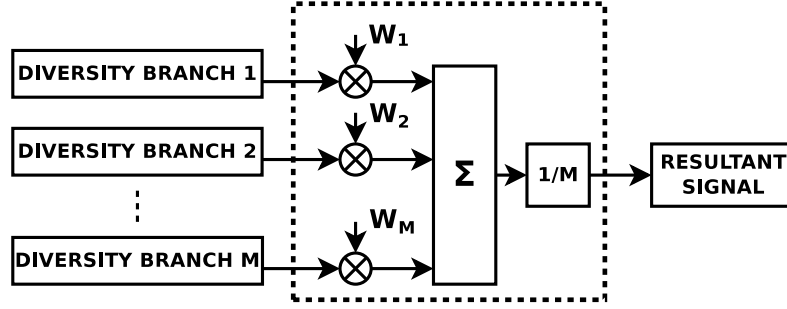 W1
DIVERSITY BRANCH 1
W2
DIVERSITY BRANCH 2
Σ
1/M
RESULTANT
SIGNAL
WM
DIVERSITY BRANCH M